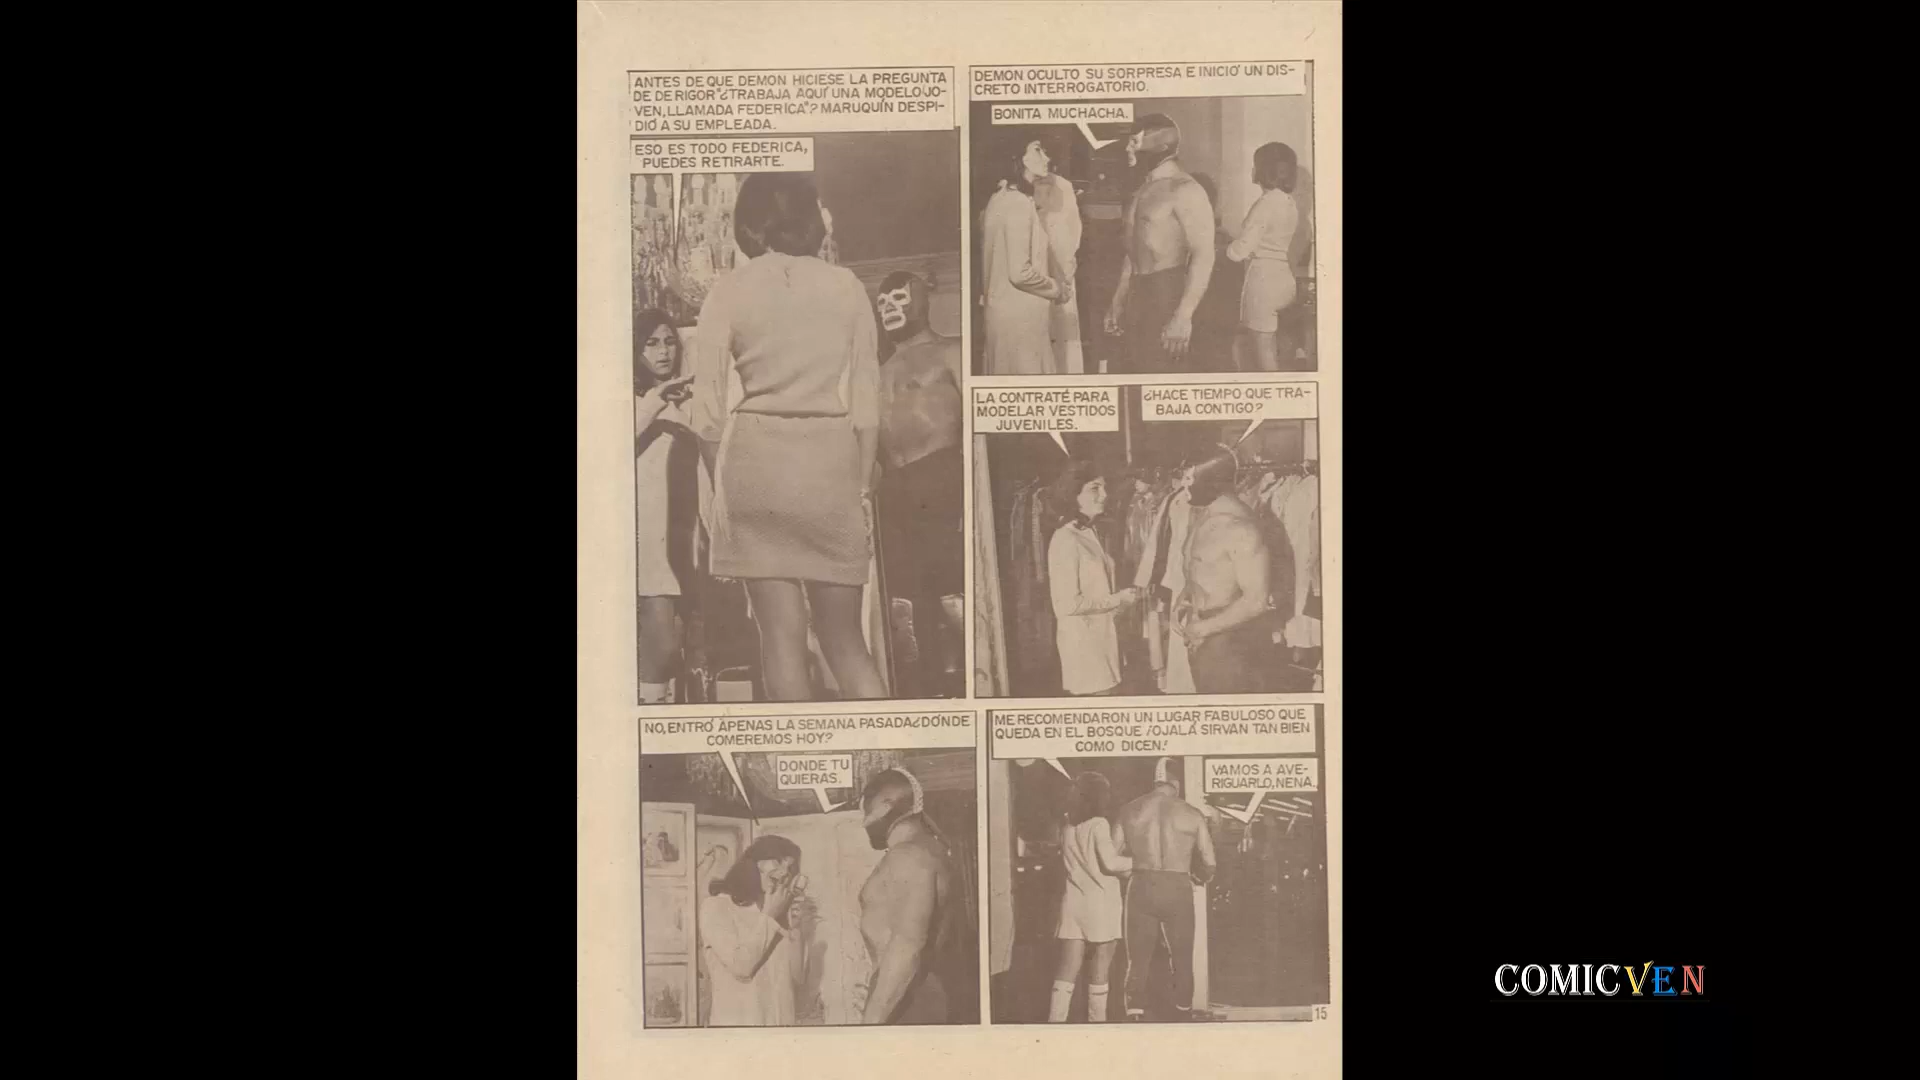 ANTES DE QUE DEMON HICIESE LA PREGUNTA
DE DE RIGOR "¿TRABAJA AQUÍ UNA MODELO JO-
VEN, LLAMADA FEDERICA"? MARUQUÍN DESPI-
DIÓ A SU EMPLEADA.
ESO ES TODO FEDERICA,
PUEDES RETIRARTE.
DEMON OCULTO SU SORPRESA E INICIÓ UN DIS-
CRETO INTERROGATORIO.
BONITA MUCHACHA.
LA CONTRATÉ PARA
MODELAR VESTIDOS
JUVENILES.
¿HACE TIEMPO QUE TRA-
BAJA CONTIGO?
NO, ENTRÓ APENAS LA SEMANA PASADA ¿DÓNDE
COMEREMOS HOY?
DONDE TU
QUIERAS.
ME RECOMENDARON UN LUGAR FABULOSO QUE
QUEDA EN EL BOSQUE ¡OJALÁ SIRVAN TAN BIEN
COMO DICEN!
VAMOS A AVE-
RIGUARLO, NENA.
15
COMICVEN